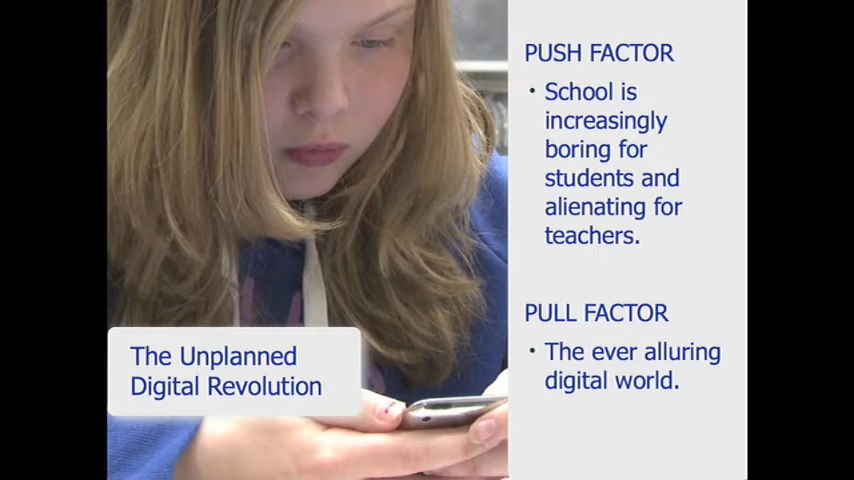 PUSH FACTOR
• School is
increasingly
boring for
students and
alienating for
teachers.
PULL FACTOR
• The ever alluring
digital world.
The Unplanned
Digital Revolution